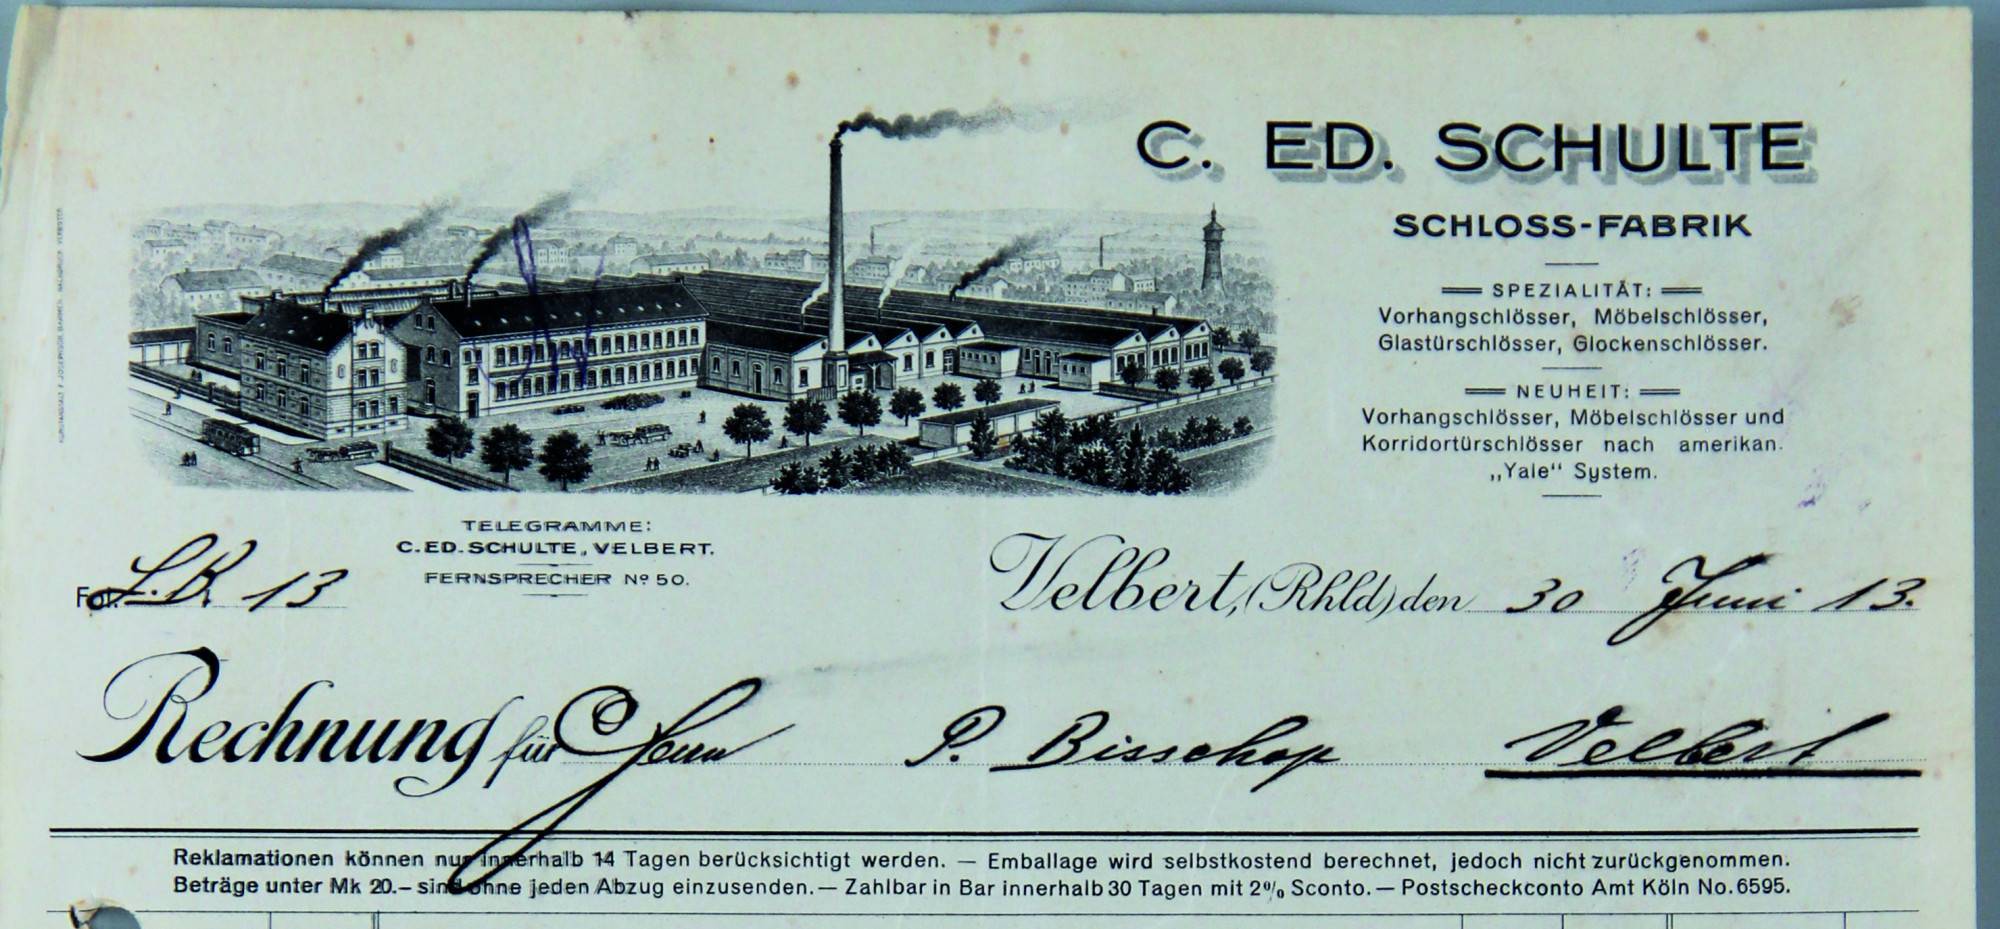 C. ED. SCHULTE
SCHLOSS-FABRIK
SPEZIALITÄT:
Vorhangschlösser, Möbelschlösser,
Glastürschlösser, Glockenschlösser.
NEUHEIT:
Vorhangschlösser, Möbelschlösser und
Korridortürschlösser nach amerikan.
„Yale“ System.
TELEGRAMME:
C. ED. SCHULTE, VELBERT.
FERNSPRECHER No 50.
Fol. L.B. 13
Velbert, (Rhld) den 30 Juni 13.
Rechnung für Herrn P. Bisschop Velbert
Reklamationen können nur innerhalb 14 Tagen berücksichtigt werden. — Emballage wird selbstkostend berechnet, jedoch nicht zurückgenommen.
Beträge unter Mk 20.– sind ohne jeden Abzug einzusenden. — Zahlbar in Bar innerhalb 30 Tagen mit 2% Sconto. — Postscheckconto Amt Köln No. 6595.